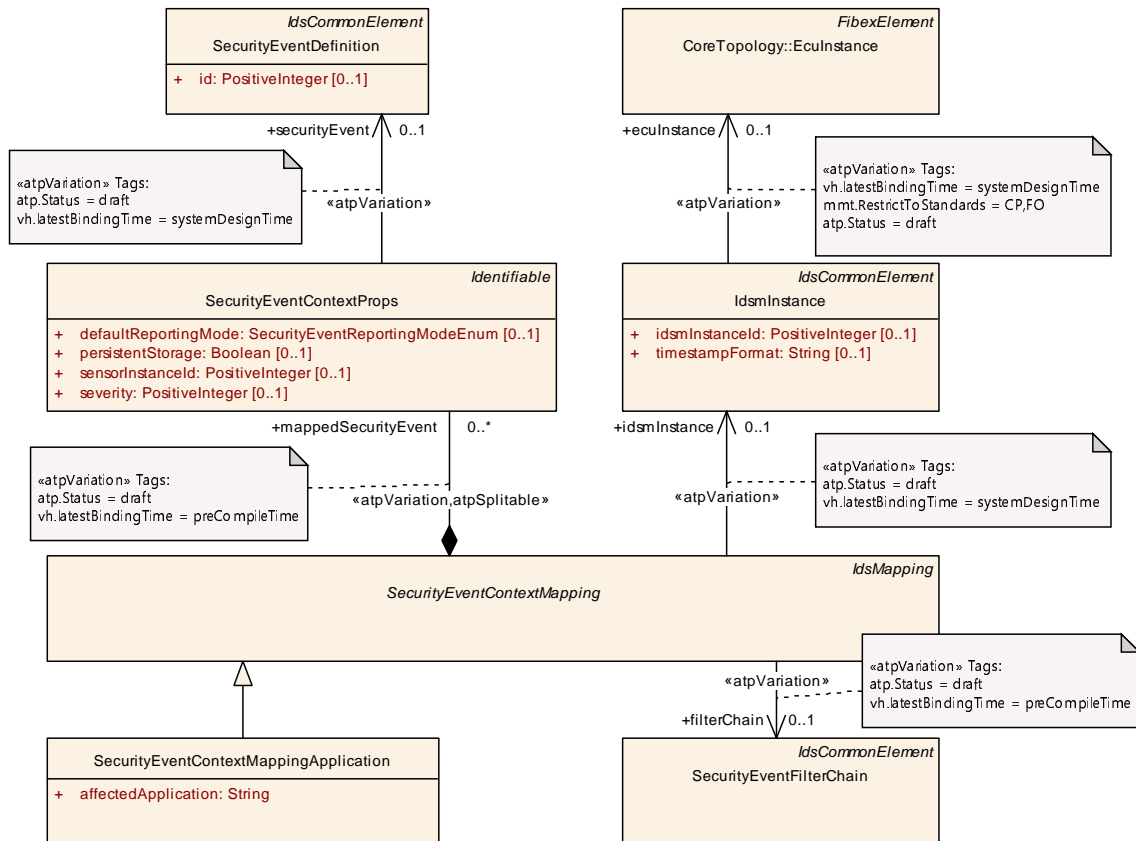 IdsCommonElement
SecurityEventDefinition
+ id: PositiveInteger [0..1]
FibexElement
CoreTopology::EcuInstance
+securityEvent
0..1
+ecuInstance
0..1
«atpVariation» Tags:
atp.Status = draft
vh.latestBindingTime = systemDesignTime
«atpVariation»
«atpVariation» Tags:
vh.latestBindingTime = systemDesignTime
mmt.RestrictToStandards = CP,FO
atp.Status = draft
«atpVariation»
Identifiable
SecurityEventContextProps
+ defaultReportingMode: SecurityEventReportingModeEnum [0..1]
+ persistentStorage: Boolean [0..1]
+ sensorInstanceId: PositiveInteger [0..1]
+ severity: PositiveInteger [0..1]
IdsCommonElement
IdsmInstance
+ idsmInstanceId: PositiveInteger [0..1]
+ timestampFormat: String [0..1]
+mappedSecurityEvent
0..*
+idsmInstance
0..1
«atpVariation» Tags:
atp.Status = draft
vh.latestBindingTime = preCompileTime
«atpVariation,atpSplitable»
«atpVariation»
«atpVariation» Tags:
atp.Status = draft
vh.latestBindingTime = systemDesignTime
IdsMapping
SecurityEventContextMapping
«atpVariation»
«atpVariation» Tags:
atp.Status = draft
vh.latestBindingTime = preCompileTime
+filterChain
0..1
SecurityEventContextMappingApplication
+ affectedApplication: String
IdsCommonElement
SecurityEventFilterChain